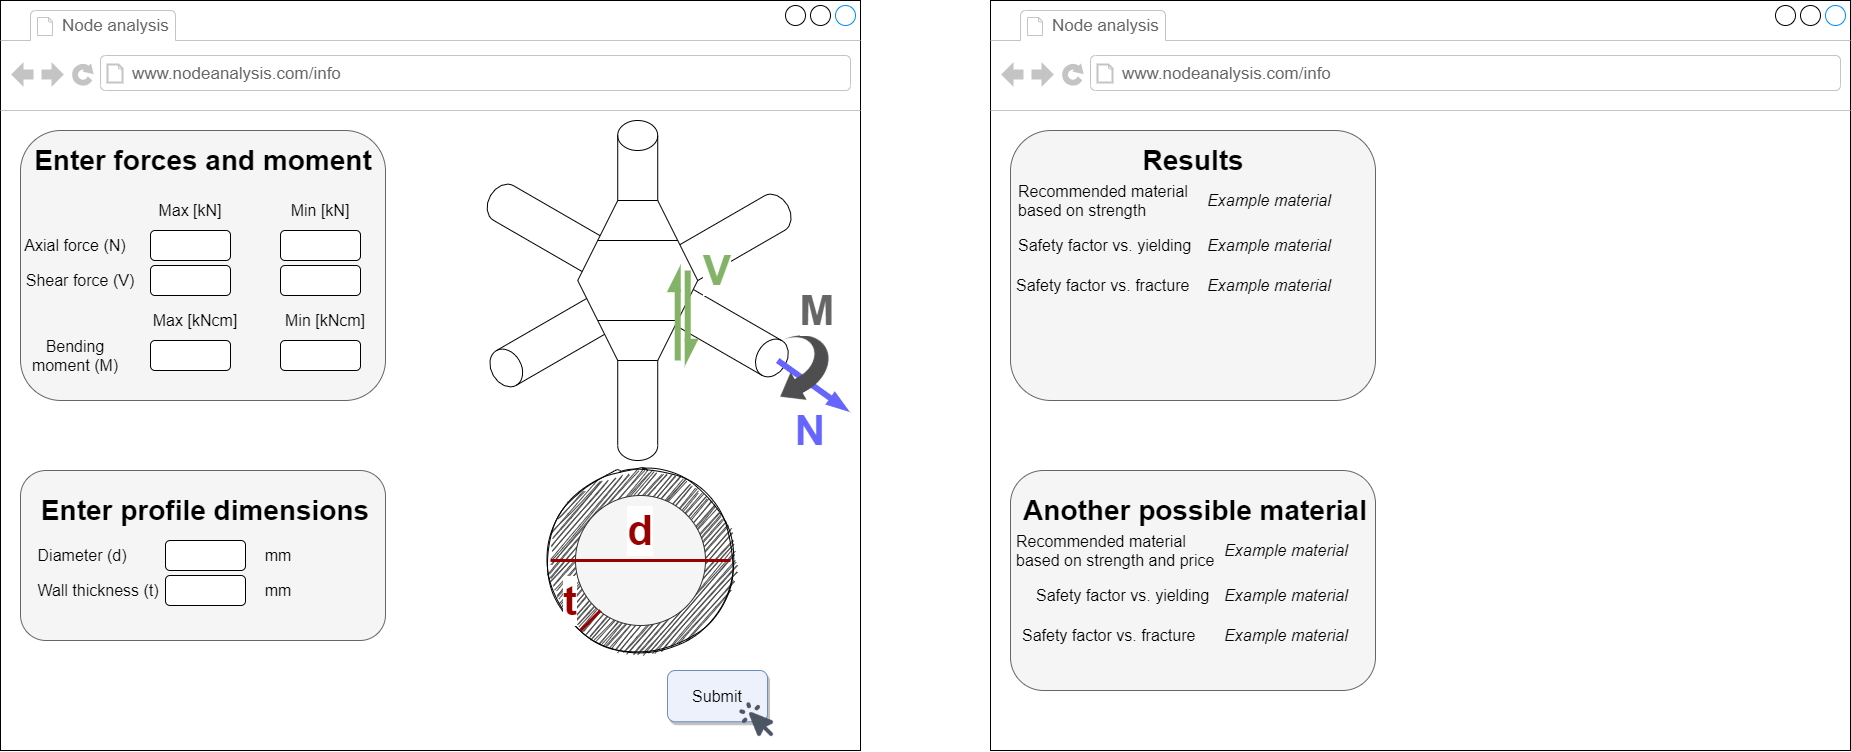 Node analysis
www.nodeanalysis.com/info
Enter forces and moment
Max [kN] Min [kN]
Axial force (N)
Shear force (V)
Max [kNcm] Min [kNcm]
Bending
moment (M)
V
M
N
Enter profile dimensions
Diameter (d) mm
Wall thickness (t) mm
d
t
Submit
Node analysis
www.nodeanalysis.com/info
Results
Recommended material
based on strength
Example material
Safety factor vs. yielding Example material
Safety factor vs. fracture Example material
Another possible material
Recommended material
based on strength and price
Example material
Safety factor vs. yielding Example material
Safety factor vs. fracture Example material